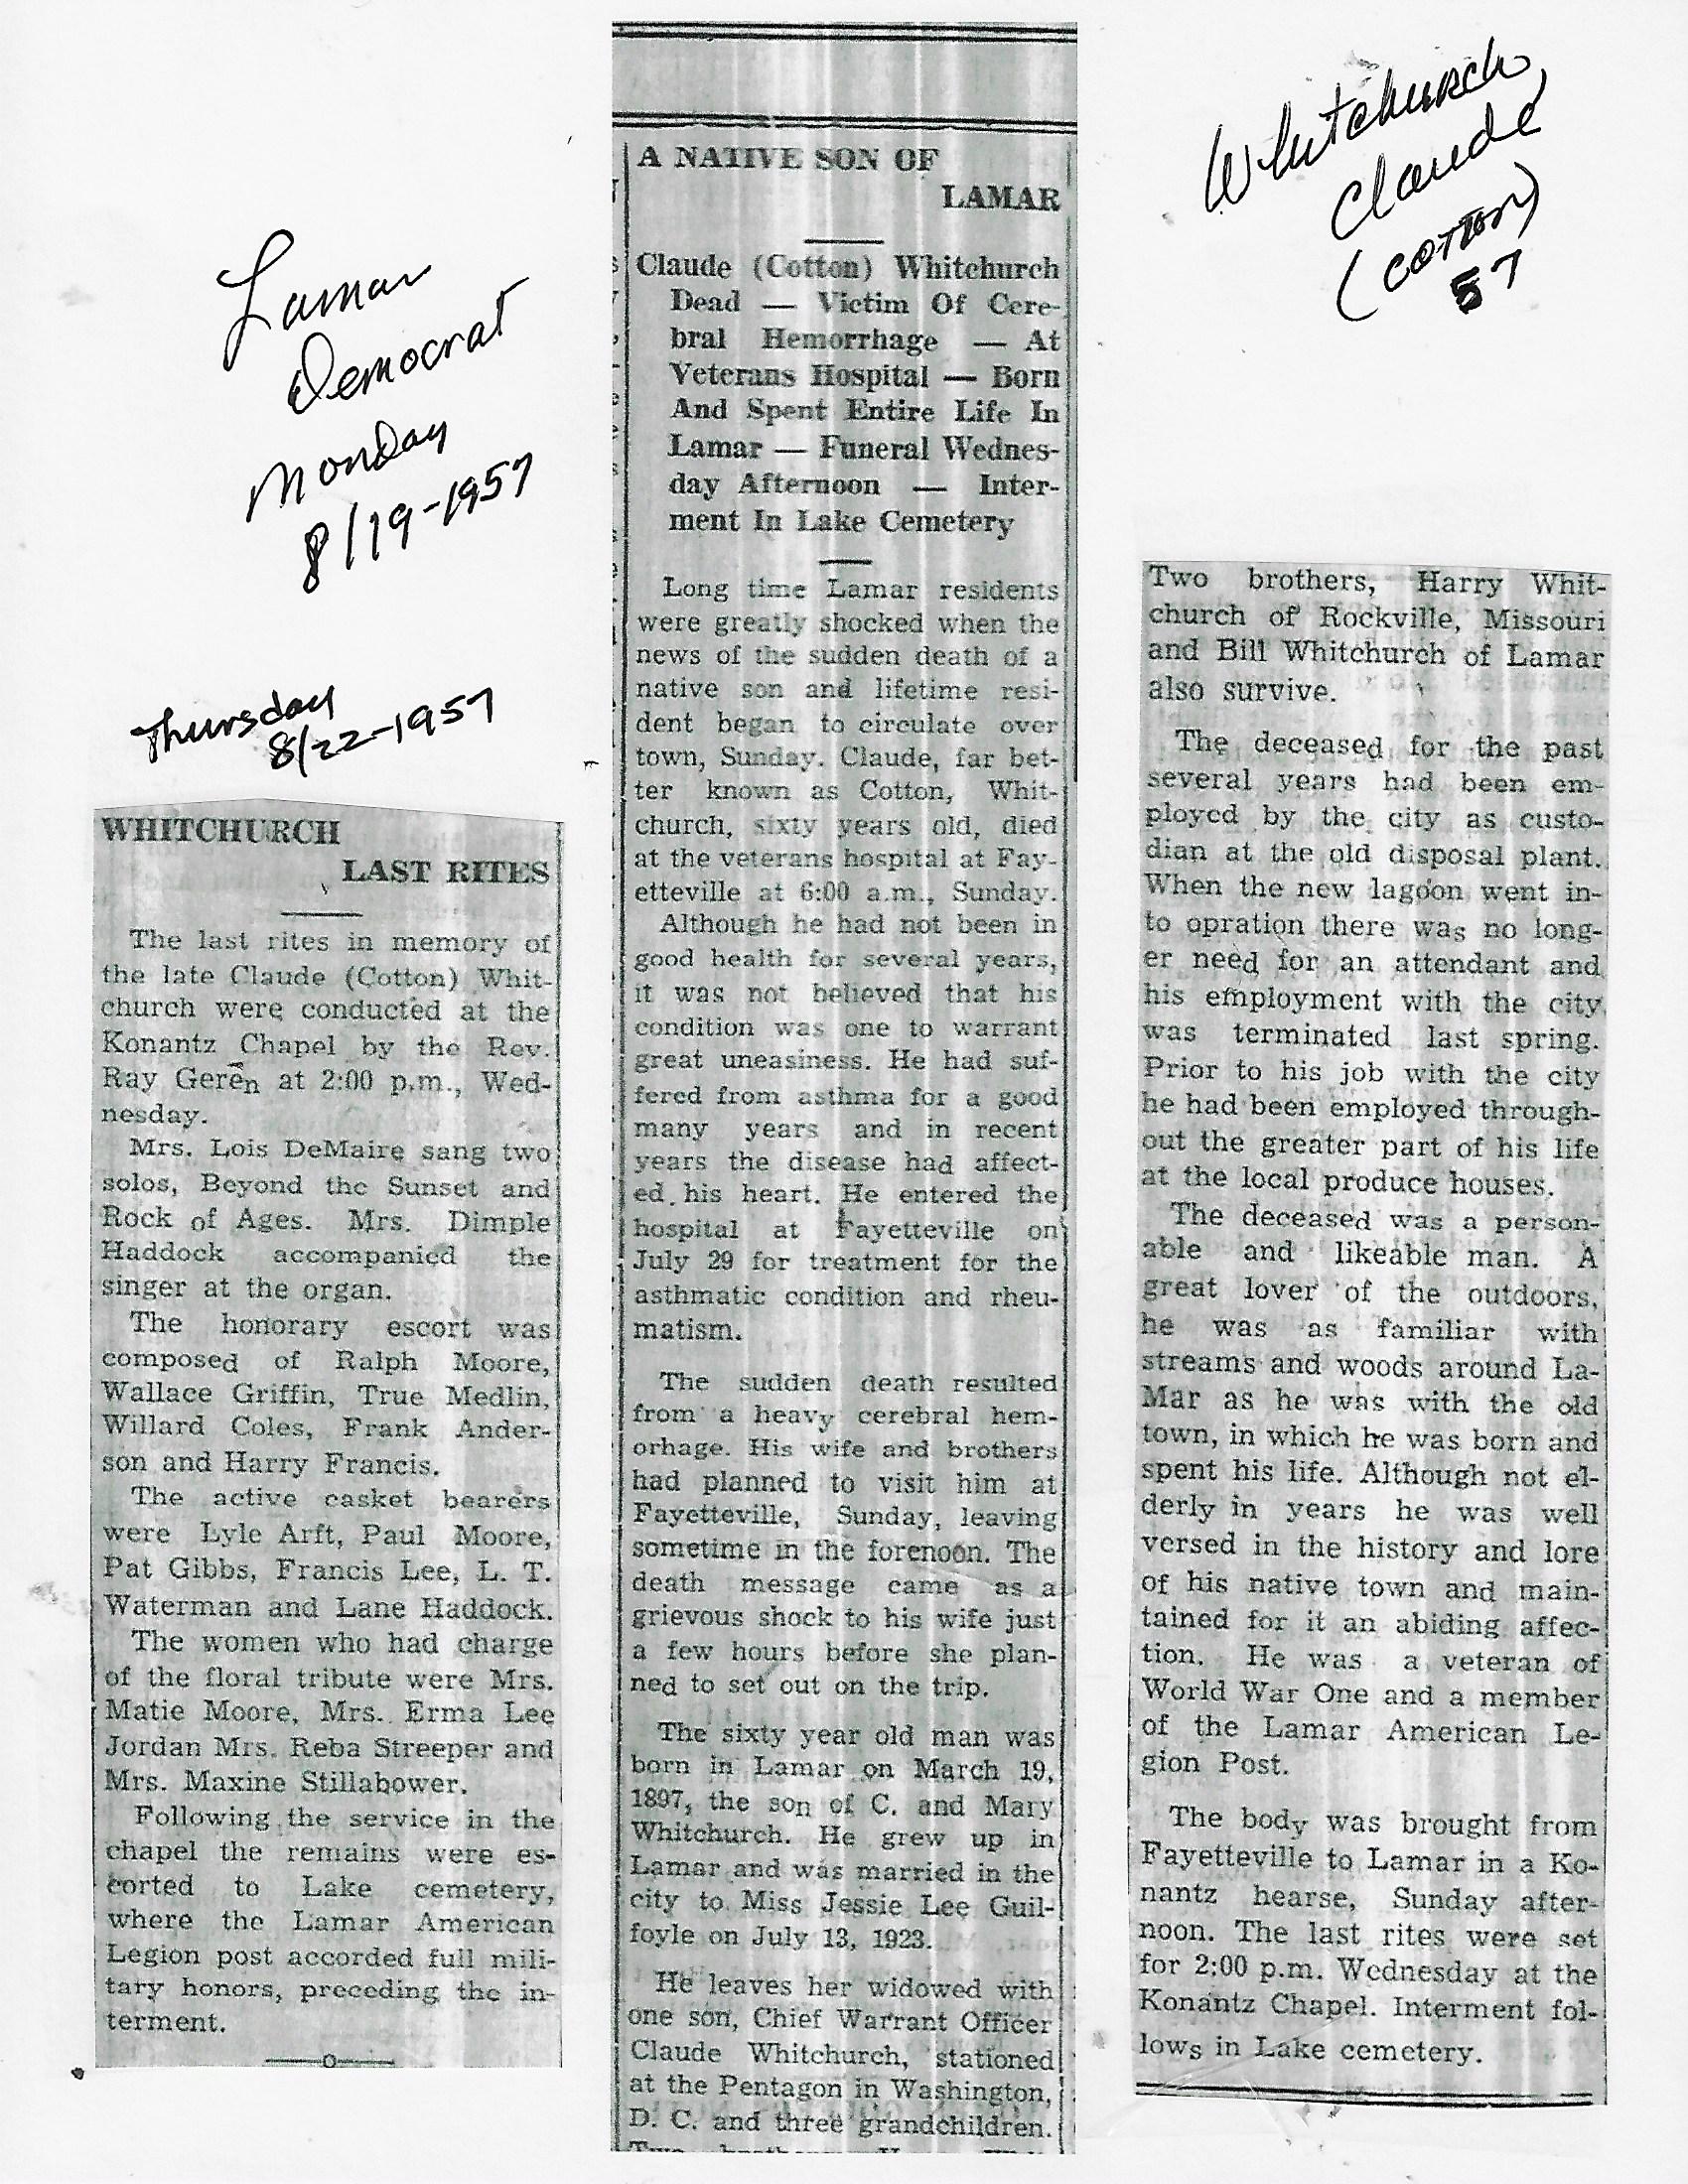 Lamar
Democrat
Monday
8/19-1957
Thursday
8/22-1957
WHITCHURCH
LAST RITES
The last rites in memory of
the late Claude (Cotton) Whit-
church were conducted at the
Konantz Chapel by the Rev.
Ray Geren at 2:00 p.m., Wed-
nesday.
Mrs. Lois DeMaire sang two
solos, Beyond the Sunset and
Rock of Ages. Mrs. Dimple
Haddock accompanied the
singer at the organ.
The honorary escort was
composed of Ralph Moore,
Wallace Griffin, True Medlin,
Willard Coles, Frank Ander-
son and Harry Francis.
The active casket bearers
were Lyle Arft, Paul Moore,
Pat Gibbs, Francis Lee, L. T.
Waterman and Lane Haddock.
The women who had charge
of the floral tribute were Mrs.
Matie Moore, Mrs. Erma Lee
Jordan Mrs. Reba Streeper and
Mrs. Maxine Stillabower.
Following the service in the
chapel the remains were es-
corted to Lake cemetery,
where the Lamar American
Legion post accorded full mili-
tary honors, preceding the in-
terment.
A NATIVE SON OF
LAMAR
Claude (Cotton) Whitchurch
Dead — Victim Of Cere-
bral Hemorrhage — At
Veterans Hospital — Born
And Spent Entire Life In
Lamar — Funeral Wednes-
day Afternoon — Inter-
ment In Lake Cemetery
Long time Lamar residents
were greatly shocked when the
news of the sudden death of a
native son and lifetime resi-
dent began to circulate over
town, Sunday. Claude, far bet-
ter known as Cotton, Whit-
church, sixty years old, died
at the veterans hospital at Fay-
etteville at 6:00 a.m., Sunday.
Although he had not been in
good health for several years,
it was not believed that his
condition was one to warrant
great uneasiness. He had suf-
fered from asthma for a good
many years and in recent
years the disease had affect-
ed his heart. He entered the
hospital at Fayetteville on
July 29 for treatment for the
asthmatic condition and rheu-
matism.
The sudden death resulted
from a heavy cerebral hem-
orhage. His wife and brothers
had planned to visit him at
Fayetteville, Sunday, leaving
sometime in the forenoon. The
death message came as a
grievous shock to his wife just
a few hours before she plan-
ned to set out on the trip.
The sixty year old man was
born in Lamar on March 19,
1897, the son of C. and Mary
Whitchurch. He grew up in
Lamar and was married in the
city to Miss Jessie Lee Guil-
foyle on July 13, 1923.
He leaves her widowed with
one son, Chief Warrant Officer
Claude Whitchurch, stationed
at the Pentagon in Washington,
D. C. and three grandchildren.
Whitchurch,
Claude
(Cotton)
57
Two brothers, Harry Whit-
church of Rockville, Missouri
and Bill Whitchurch of Lamar
also survive.
The deceased for the past
several years had been em-
ployed by the city as custo-
dian at the old disposal plant.
When the new lagoon went in-
to opration there was no long-
er need for an attendant and
his employment with the city
was terminated last spring.
Prior to his job with the city
he had been employed through-
out the greater part of his life
at the local produce houses.
The deceased was a person-
able and likeable man. A
great lover of the outdoors,
he was as familiar with
streams and woods around La-
Mar as he was with the old
town, in which he was born and
spent his life. Although not el-
derly in years he was well
versed in the history and lore
of his native town and main-
tained for it an abiding affec-
tion. He was a veteran of
World War One and a member
of the Lamar American Le-
gion Post.
The body was brought from
Fayetteville to Lamar in a Ko-
nantz hearse, Sunday after-
noon. The last rites were set
for 2:00 p.m. Wednesday at the
Konantz Chapel. Interment fol-
lows in Lake cemetery.